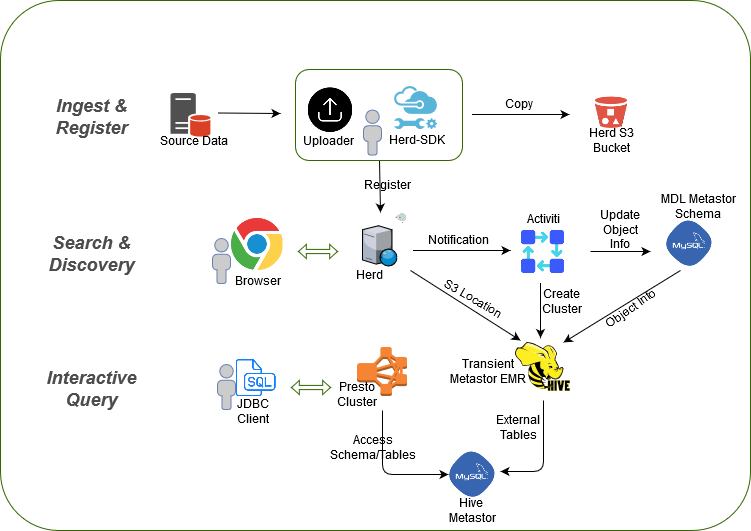 Ingest &
Register
Source Data
Uploader
Herd-SDK
Copy
Herd S3
Bucket
Register
MDL Metastor
Schema
Search &
Discovery
Browser
Herd
Notification
Activiti
Update
Object
Info
MySQL
S3 Location
Create
Cluster
Object Info
Interactive
Query
SQL
JDBC
Client
Presto
Cluster
Transient
Metastor EMR
HIVE
Access
Schema/Tables
External
Tables
MySQL
Hive
Metastor